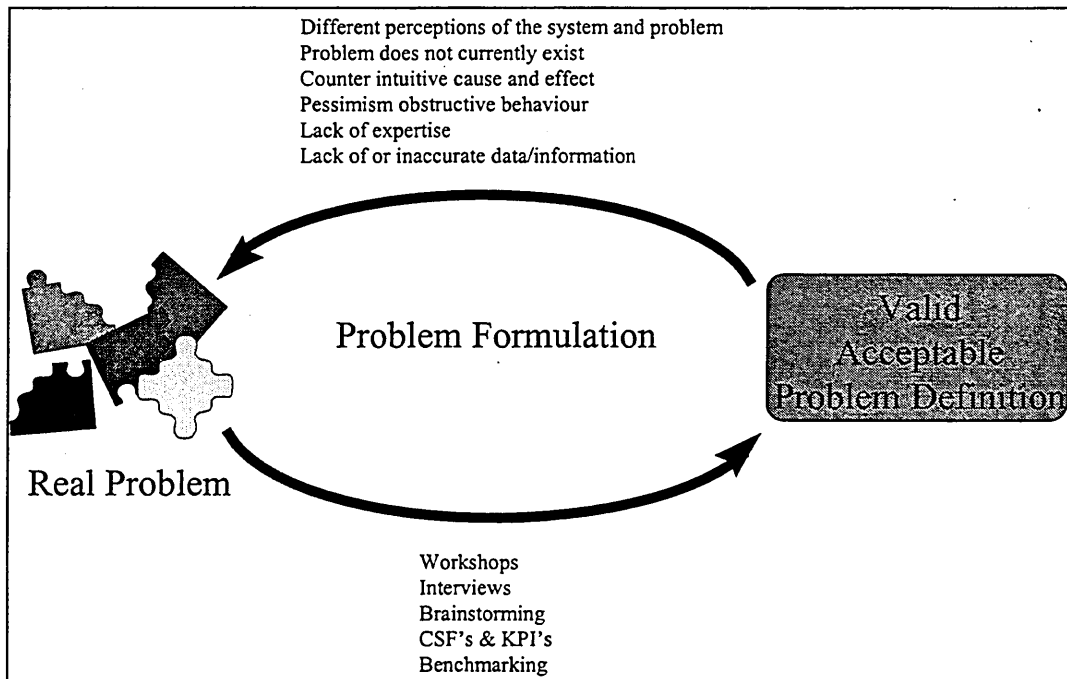 Different perceptions of the system and problem
Problem does not currently exist
Counter intuitive cause and effect
Pessimism obstructive behaviour
Lack of expertise
Lack of or inaccurate data/information
Problem Formulation
Valid
Acceptable
Problem Definition
Real Problem
Workshops
Interviews
Brainstorming
CSF's & KPI's
Benchmarking